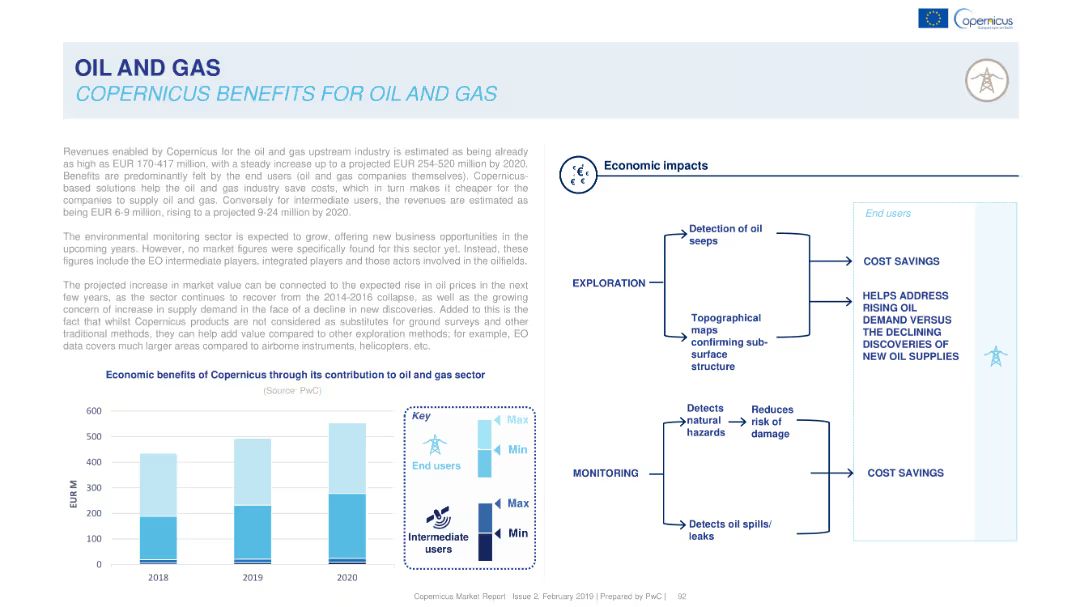 opernicus
OIL AND GAS
COPERNICUS BENEFITS FOR OIL AND GAS
Revenues enabled by Copernicus for the oil and gas upstream industry is estimated as being already
as high as EUR 170-417 million, with a steady increase up to a projected EUR 254-520 million by 2020.
Benefits are predominantly felt by the end users (oil and gas companies themselves). Copernicus-
based solutions help the oil and gas industry save costs, which in turn makes it cheaper for the
companies to supply oil and gas. Conversely for intermediate users, the revenues are estimated as
being EUR 6-9 million, rising to a projected 9-24 million by 2020.
The environmental monitoring sector is expected to grow, offering new business opportunities in the
upcoming years. However, no market figures were specifically found for this sector yet. Instead, these
figures include the EO intermediate players, integrated players and those actors involved in the oilfields.
The projected increase in market value can be connected to the expected rise in oil prices in the next
few years, as the sector continues to recover from the 2014-2016 collapse, as well as the growing
concern of increase in supply demand in the face of a decline in new discoveries. Added to this is the
fact that whilst Copernicus products are not considered as substitutes for ground surveys and other
traditional methods, they can help add value compared to other exploration methods; for example, EO
data covers much larger areas compared to airborne instruments, helicopters, etc.
Economic benefits of Copernicus through its contribution to oil and gas sector
(Source: PwC)
EUR M
600
500
400
300
200
100
0
2018
2019
2020
Key
Max
Min
End users
Max
Min
Intermediate
users
Economic impacts
End users
EXPLORATION
Detection of oil
seeps
Topographical
maps
confirming sub-
surface
structure
COST SAVINGS
HELPS ADDRESS
RISING OIL
DEMAND VERSUS
THE DECLINING
DISCOVERIES OF
NEW OIL SUPPLIES
MONITORING
Detects
natural
hazards
Reduces
risk of
damage
Detects oil spills/
leaks
COST SAVINGS
Copernicus Market Report Issue 2, February 2019 | Prepared by PwC | 92